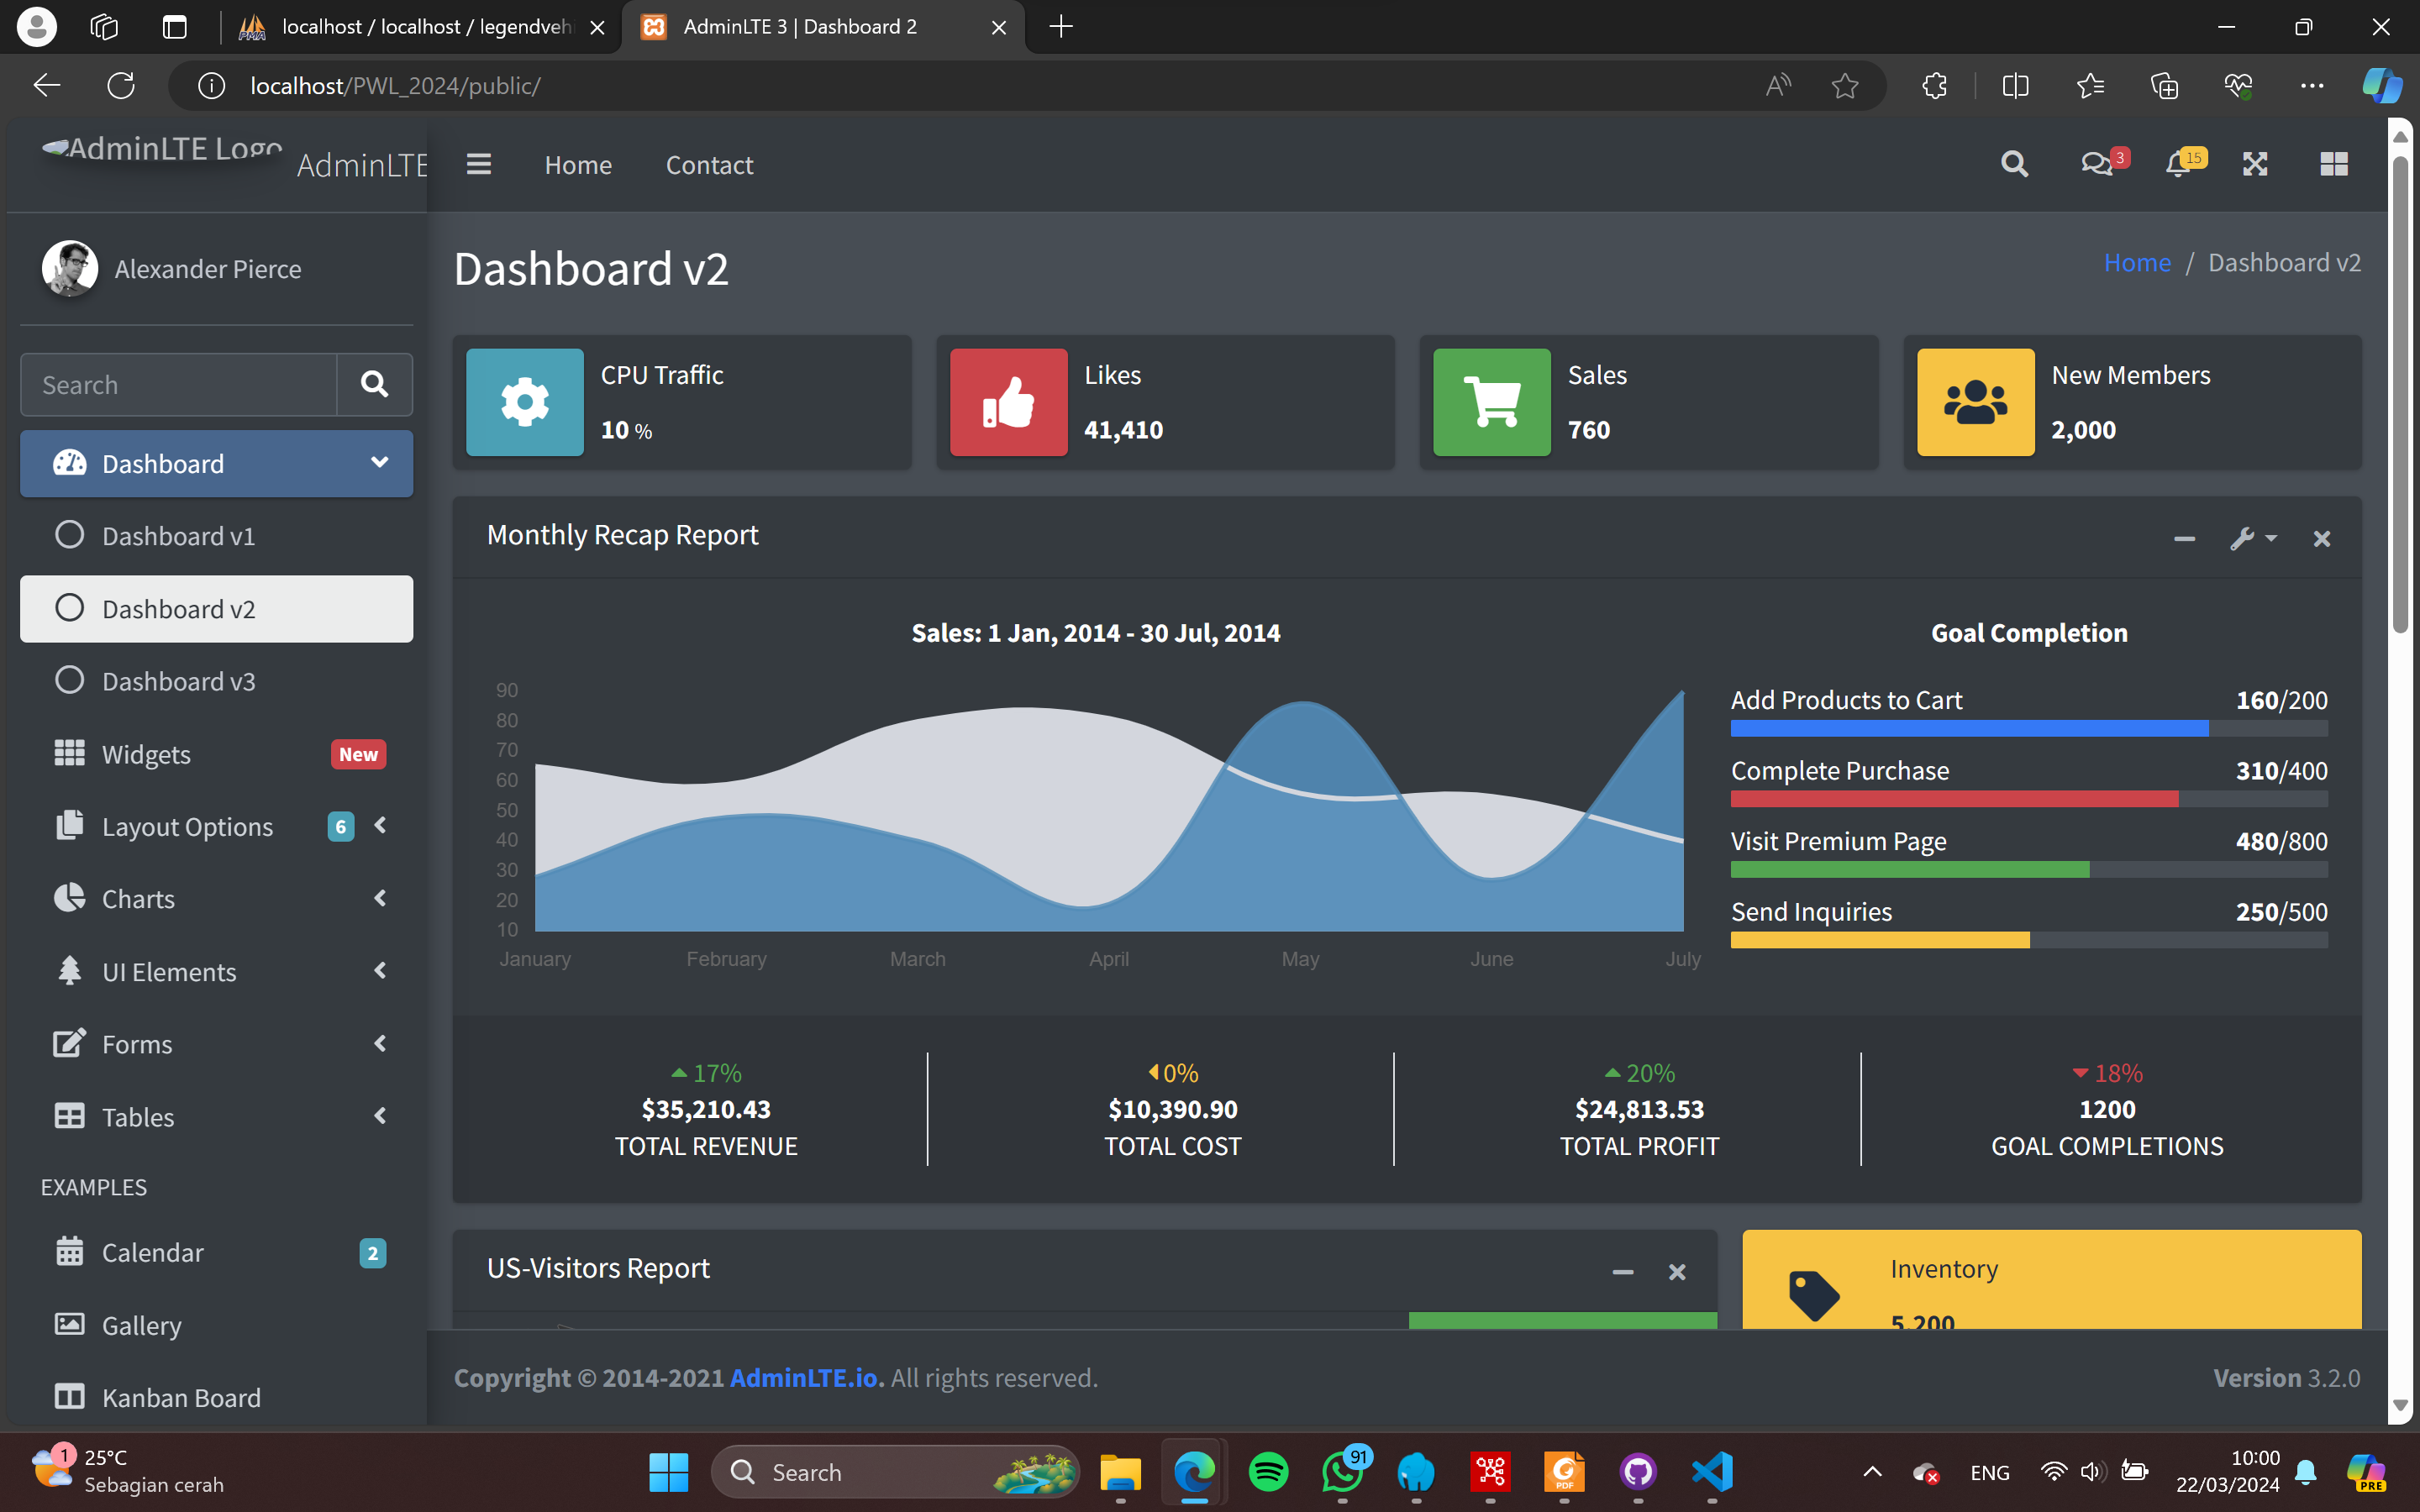 localhost / localhost / legendveh
AdminLTE 3 | Dashboard 2
localhost/PWL_2024/public/
AdminLTE Logo
AdminLTE
Home
Contact
3
15
Alexander Pierce
Search
Dashboard
Dashboard v1
Dashboard v2
Dashboard v3
Widgets
New
Layout Options
6
Charts
UI Elements
Forms
Tables
EXAMPLES
Calendar
2
Gallery
Kanban Board
Dashboard v2
Home / Dashboard v2
CPU Traffic
10 %
Likes
41,410
Sales
760
New Members
2,000
Monthly Recap Report
Sales: 1 Jan, 2014 - 30 Jul, 2014
90
80
70
60
50
40
30
20
10
January February March April May June July
Goal Completion
Add Products to Cart 160/200
Complete Purchase 310/400
Visit Premium Page 480/800
Send Inquiries 250/500
17%
$35,210.43
TOTAL REVENUE
0%
$10,390.90
TOTAL COST
20%
$24,813.53
TOTAL PROFIT
18%
1200
GOAL COMPLETIONS
US-Visitors Report
Inventory
5,200
Copyright © 2014-2021 AdminLTE.io. All rights reserved.
Version 3.2.0
1
25°C
Sebagian cerah
Search
91
PDF
ENG
10:00
22/03/2024
PRE